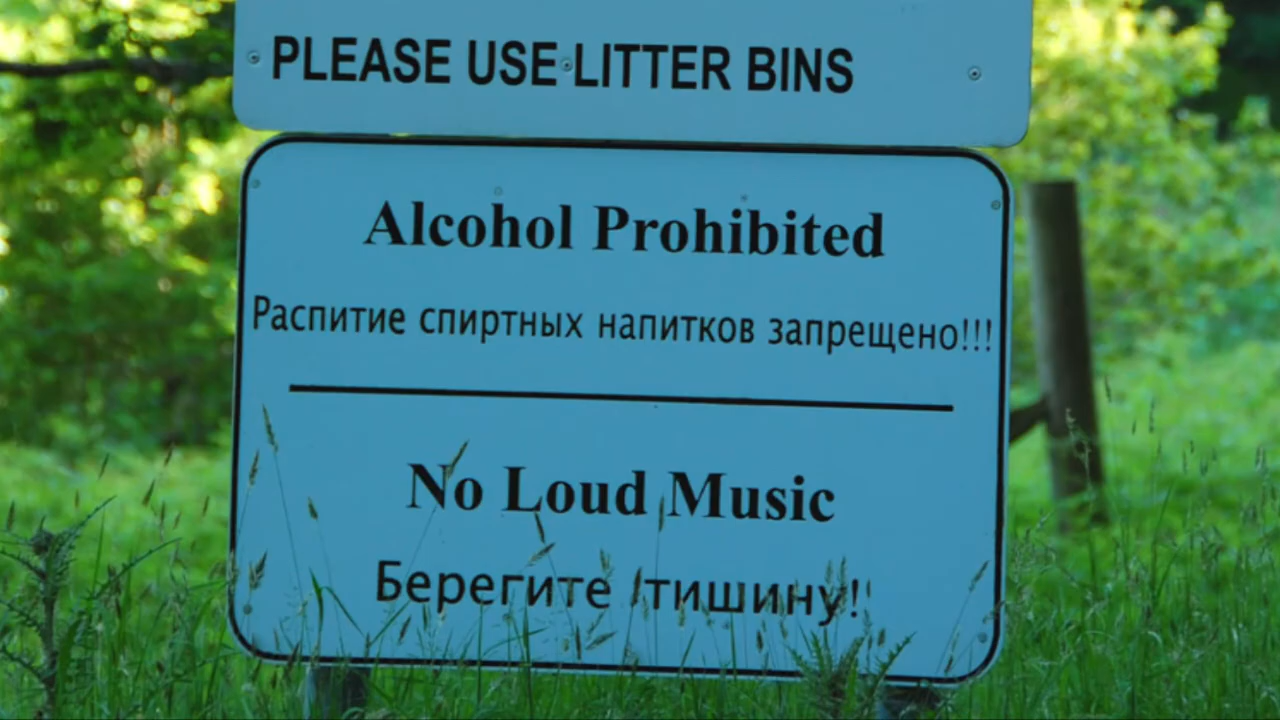 PLEASE USE LITTER BINS
Alcohol Prohibited
Распитие спиртных напитков запрещено!!!
No Loud Music
Берегите тишину!!